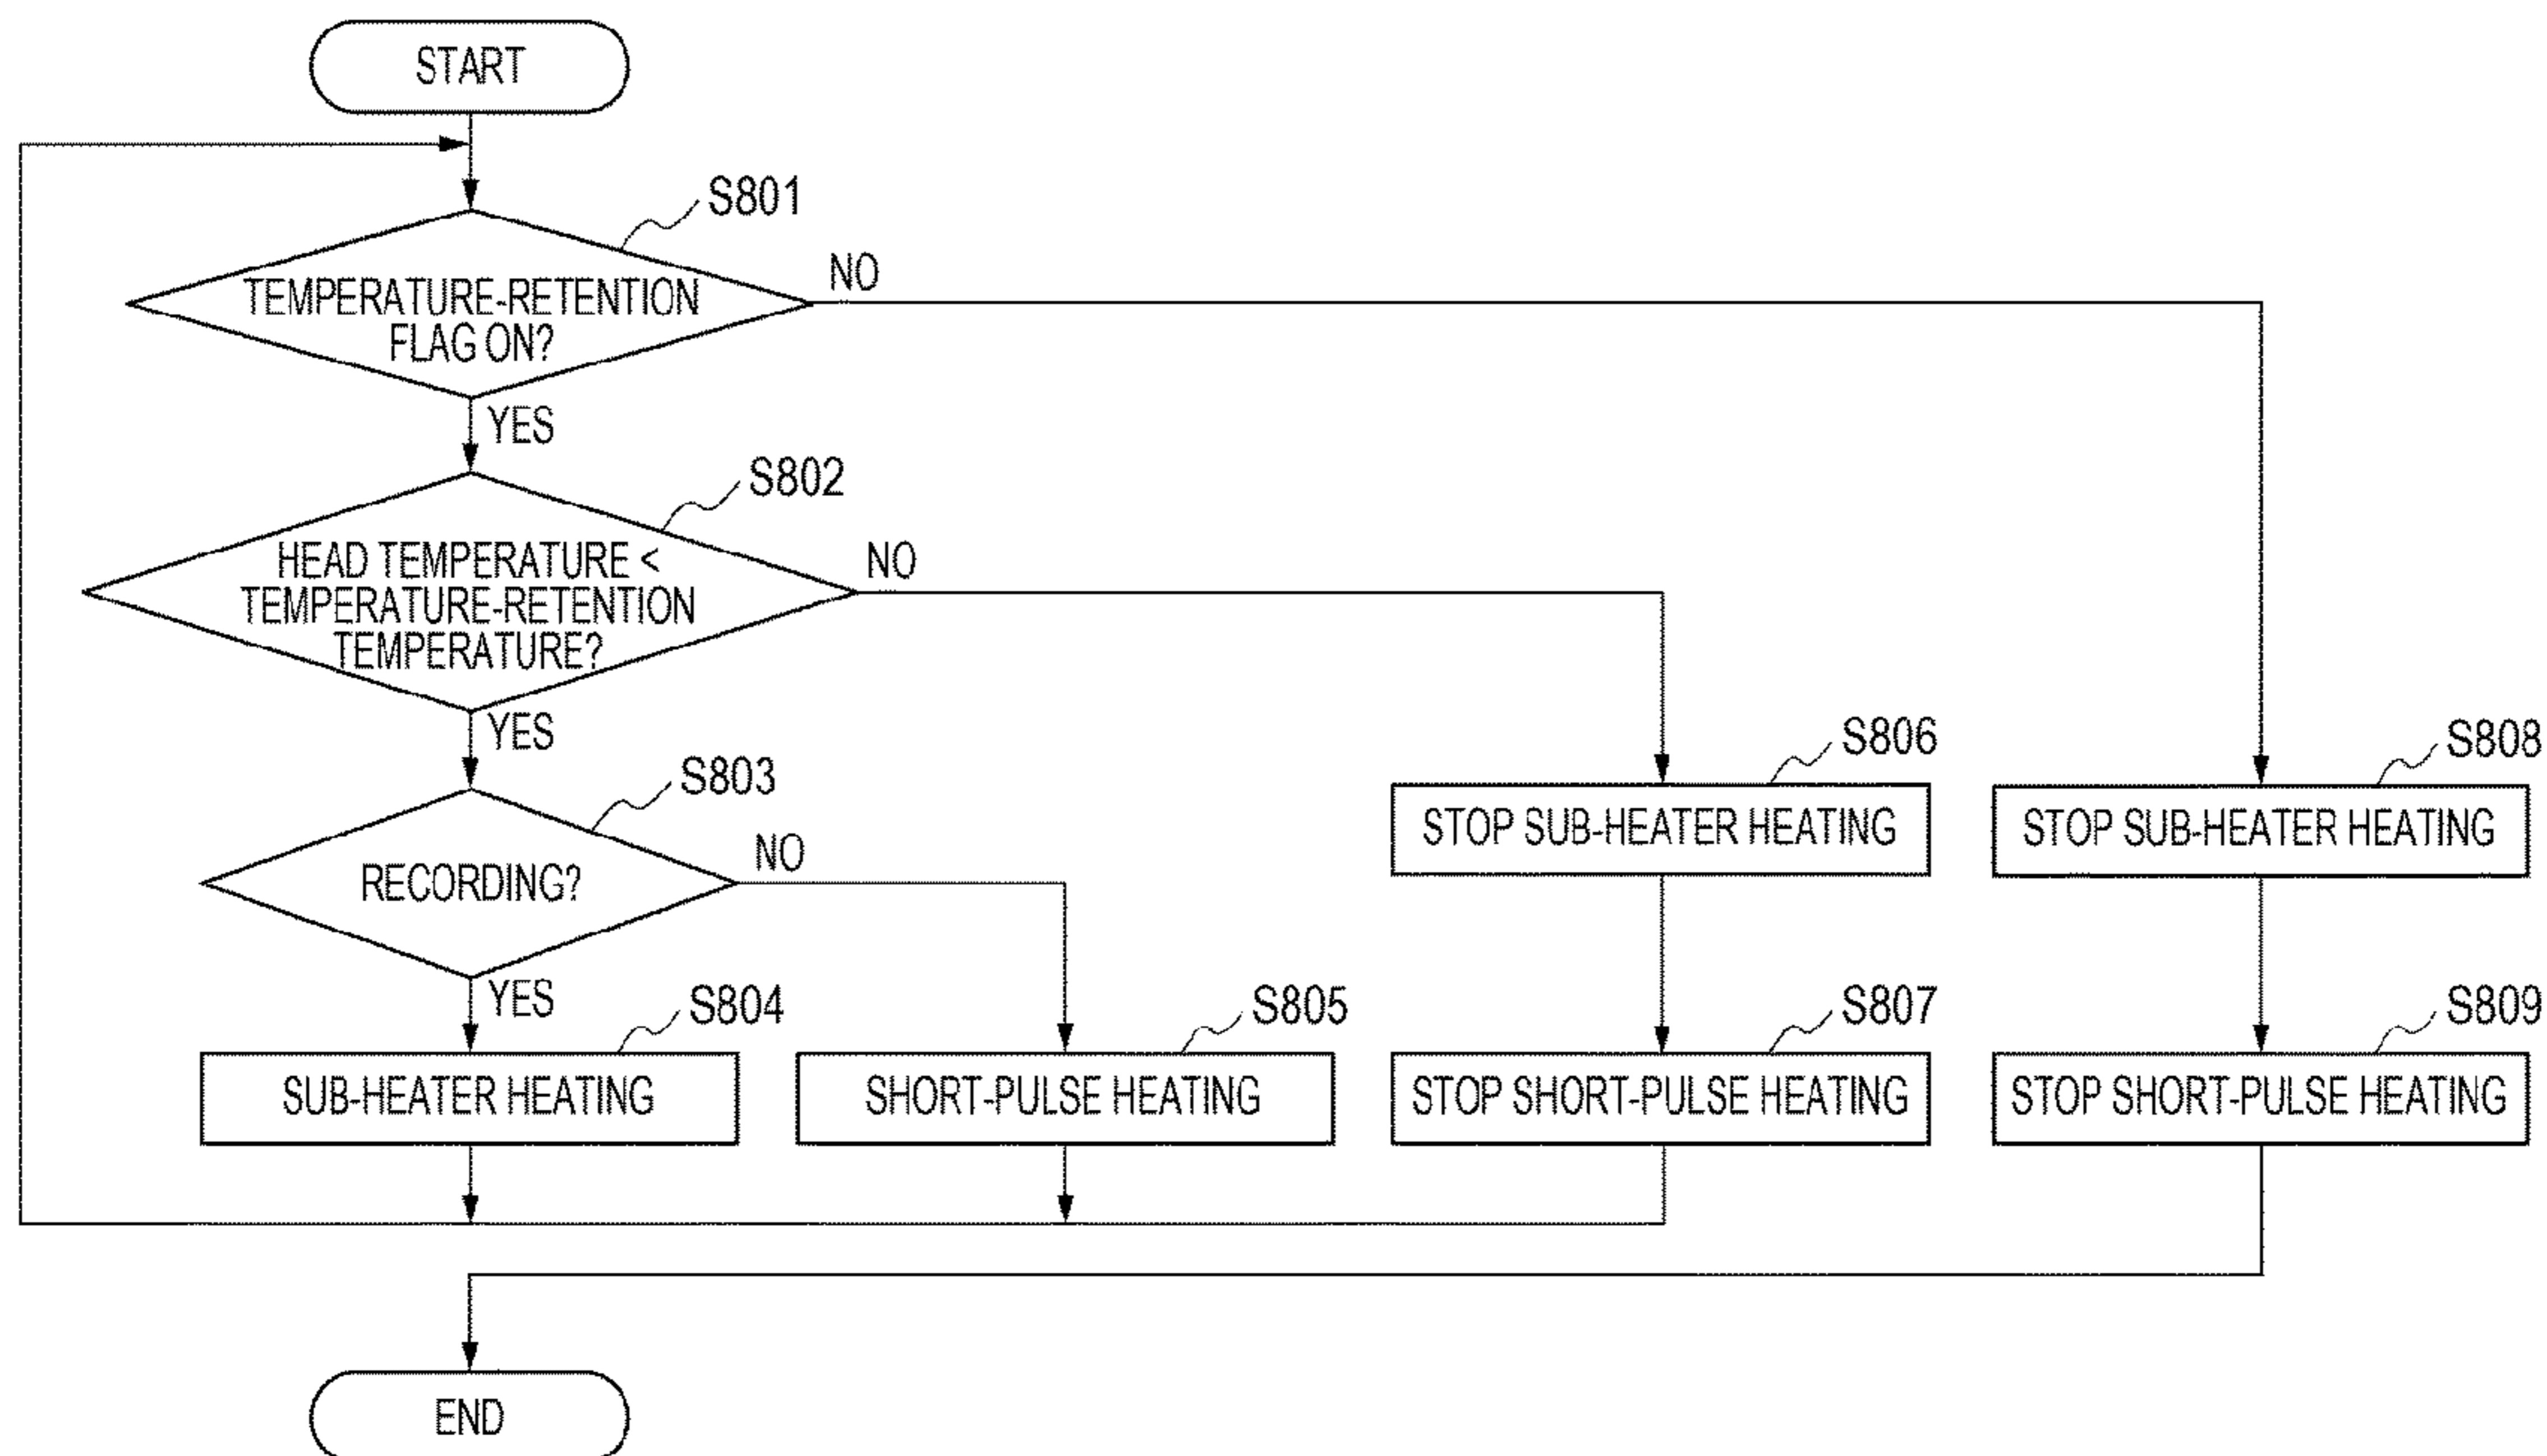 START
S801
TEMPERATURE-RETENTION
FLAG ON?
NO
YES
S802
HEAD TEMPERATURE <
TEMPERATURE-RETENTION
TEMPERATURE?
NO
YES
S803
RECORDING?
NO
YES
S804
SUB-HEATER HEATING
S805
SHORT-PULSE HEATING
S806
STOP SUB-HEATER HEATING
S807
STOP SHORT-PULSE HEATING
S808
STOP SUB-HEATER HEATING
S809
STOP SHORT-PULSE HEATING
END